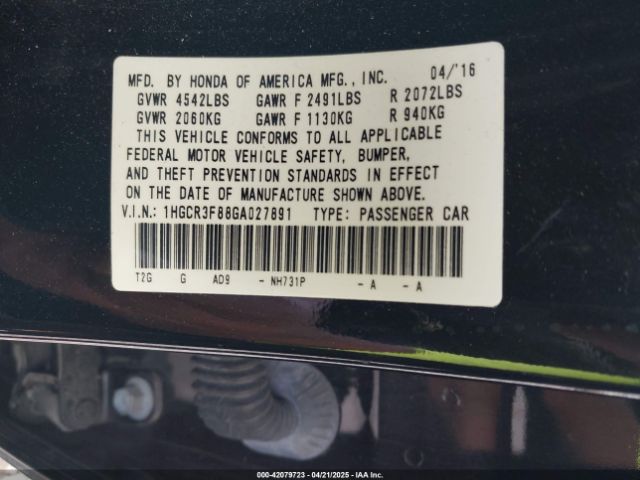 MFD. BY HONDA OF AMERICA MFG., INC. 04/'16
GVWR 4542LBS GAWR F 2491LBS R 2072LBS
GVWR 2060KG GAWR F 1130KG R 940KG
THIS VEHICLE CONFORMS TO ALL APPLICABLE
FEDERAL MOTOR VEHICLE SAFETY, BUMPER,
AND THEFT PREVENTION STANDARDS IN EFFECT
ON THE DATE OF MANUFACTURE SHOWN ABOVE.
V.I.N.: 1HGCR3F88GA027891 TYPE: PASSENGER CAR
T2G G AD9 - NH731P - A - A
000-42079723 - 04/21/2025 - IAA Inc.